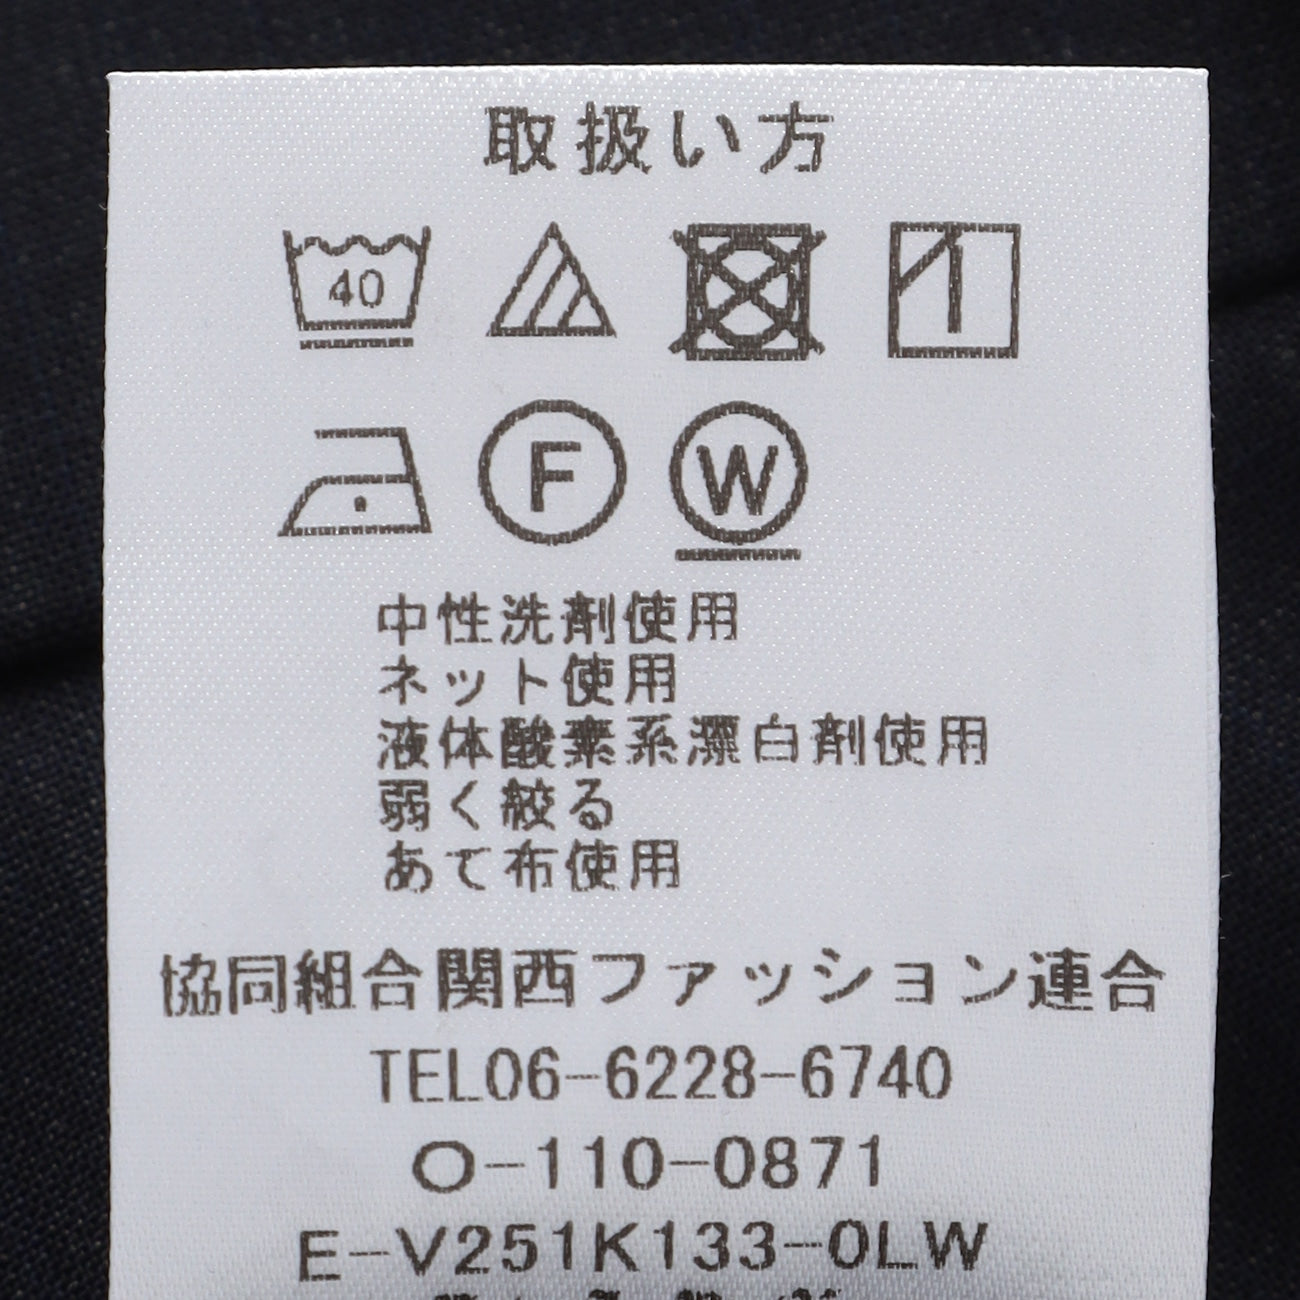 取扱い方
40
F W
中性洗剤使用
ネット使用
液体酸素系漂白剤使用
弱く絞る
あて布使用
協同組合関西ファッション連合
TEL06-6228-6740
O-110-0871
E-V251K133-0LW